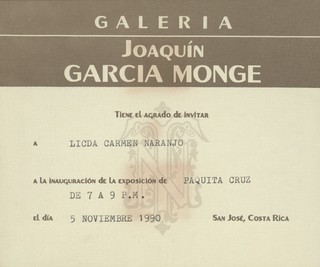 GALERIA
JOAQUÍN
GARCIA MONGE
TIENE EL AGRADO DE INVITAR
A LICDA CARMEN NARANJO
A LA INAUGURACIÓN DE LA EXPOSICIÓN DE PAQUITA CRUZ
DE 7 A 9 P.M.
EL DÍA 5 NOVIEMBRE 1990 SAN JOSÉ, COSTA RICA